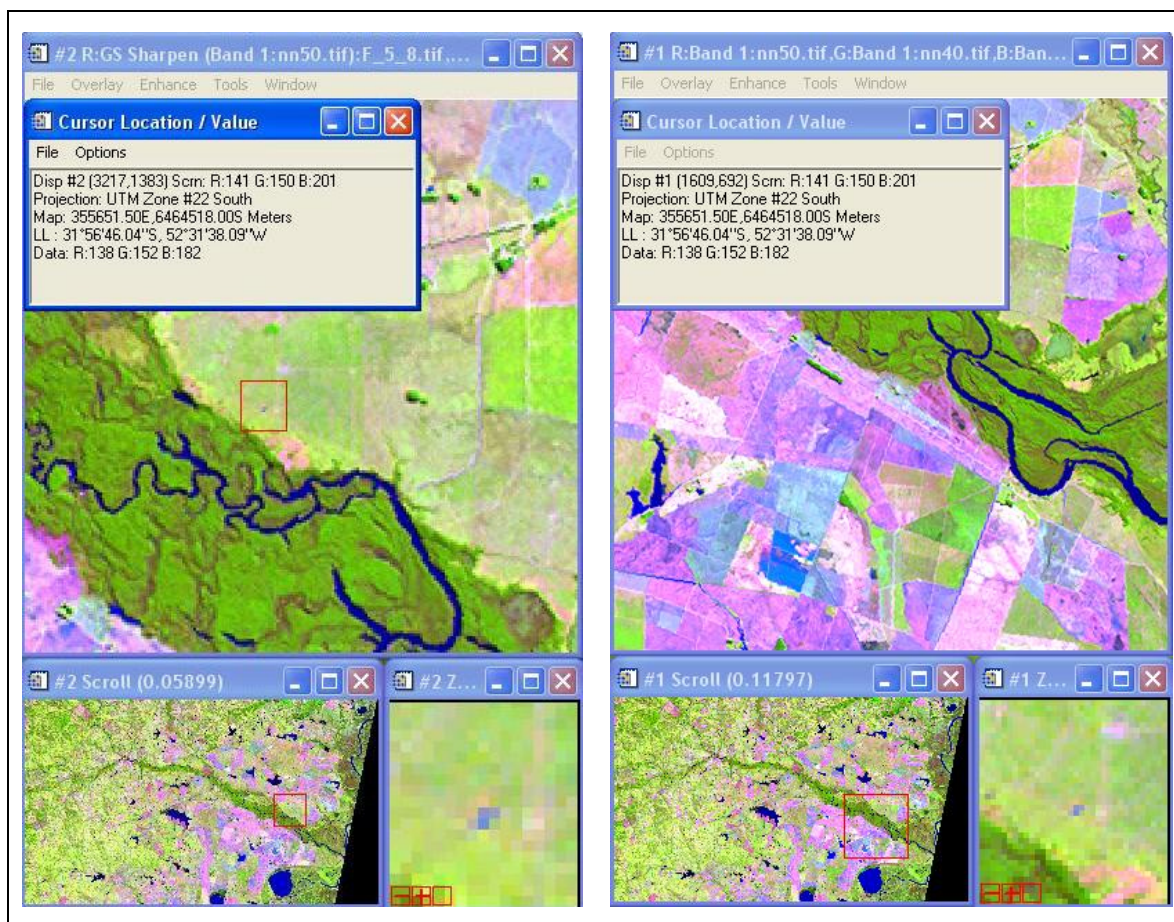 #2 R:GS Sharpen (Band 1:nn50.tif):F_5_8.tif,...
File Overlay Enhance Tools Window
Cursor Location / Value
File Options
Disp #2 (3217,1383) Scrn: R:141 G:150 B:201
Projection: UTM Zone #22 South
Map: 355651.50E,6464518.00S Meters
LL : 31°56'46.04"S, 52°31'38.09"W
Data: R:138 G:152 B:182
#2 Scroll (0.05899)
#2 Z...
#1 R:Band 1:nn50.tif,G:Band 1:nn40.tif,B:Ban...
File Overlay Enhance Tools Window
Cursor Location / Value
File Options
Disp #1 (1609,692) Scrn: R:141 G:150 B:201
Projection: UTM Zone #22 South
Map: 355651.50E,6464518.00S Meters
LL : 31°56'46.04"S, 52°31'38.09"W
Data: R:138 G:152 B:182
#1 Scroll (0.11797)
#1 Z...